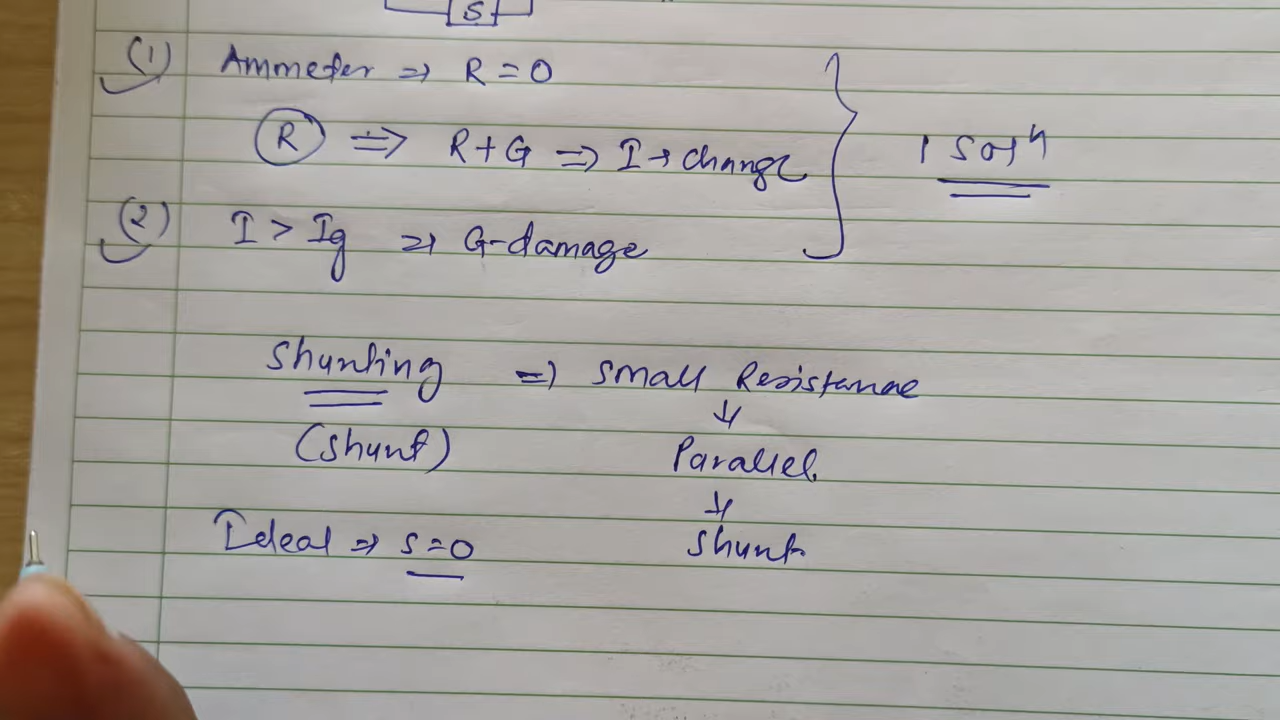 S
(1) Ammeter ⇒ R = 0
(R) ⇒ R+G ⇒ I → change
1 Solⁿ
(2) I > Ig ⇒ G-damage
Shunting ⇒ Small Resistance
↓
(Shunt) Parallel
↓
Ideal ⇒ S=0 Shunt